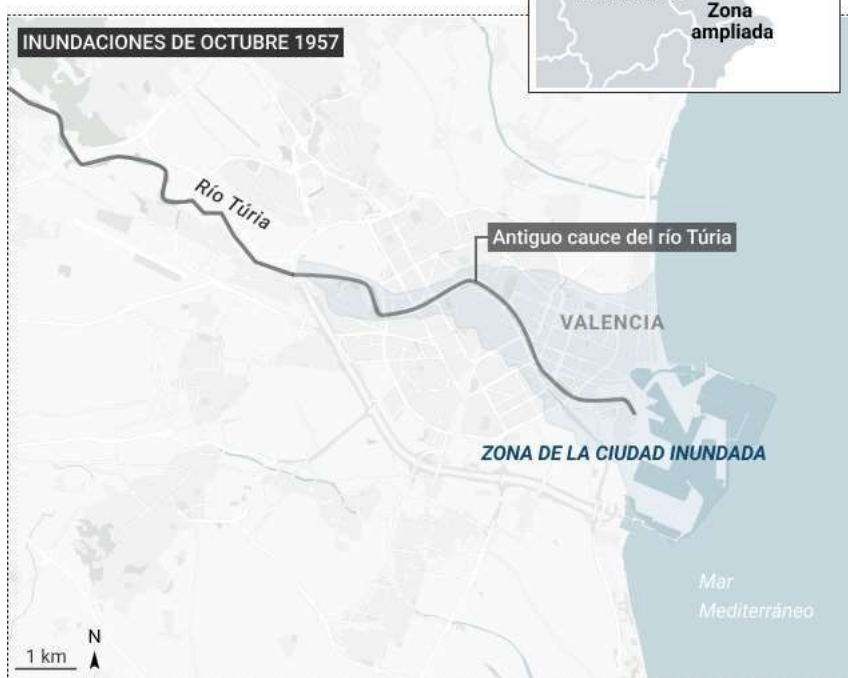 Zona
ampliada
INUNDACIONES DE OCTUBRE 1957
Río Túria
Antiguo cauce del río Túria
VALENCIA
ZONA DE LA CIUDAD INUNDADA
Mar
Mediterráneo
N
1 km